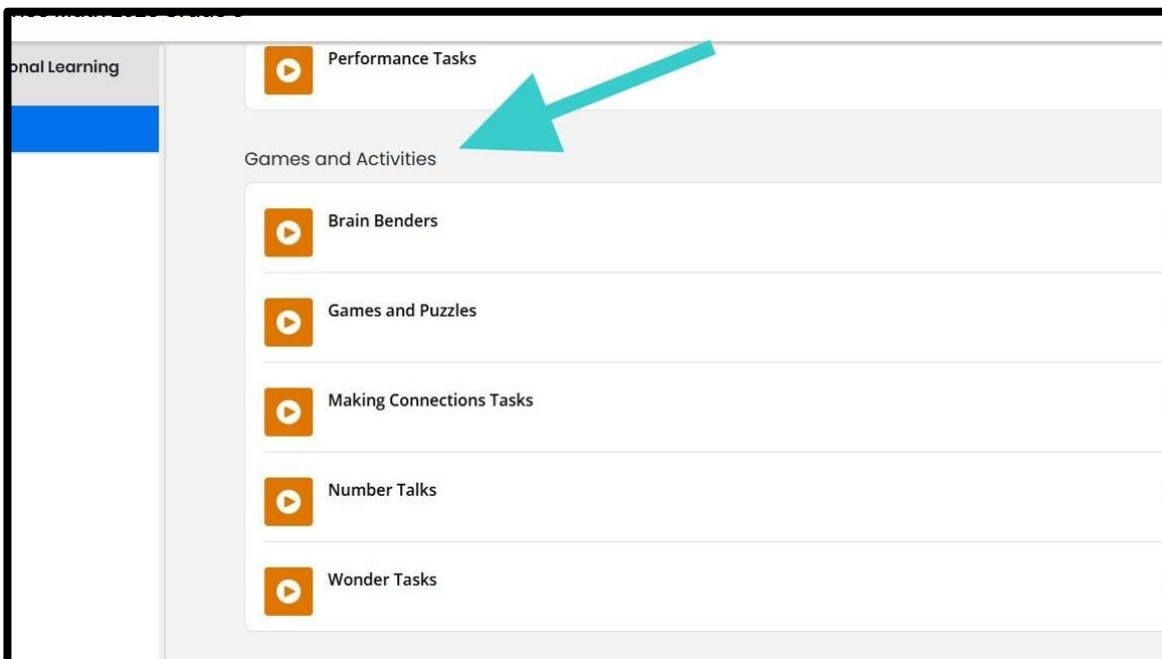 onal Learning
Performance Tasks
Games and Activities
Brain Benders
Games and Puzzles
Making Connections Tasks
Number Talks
Wonder Tasks